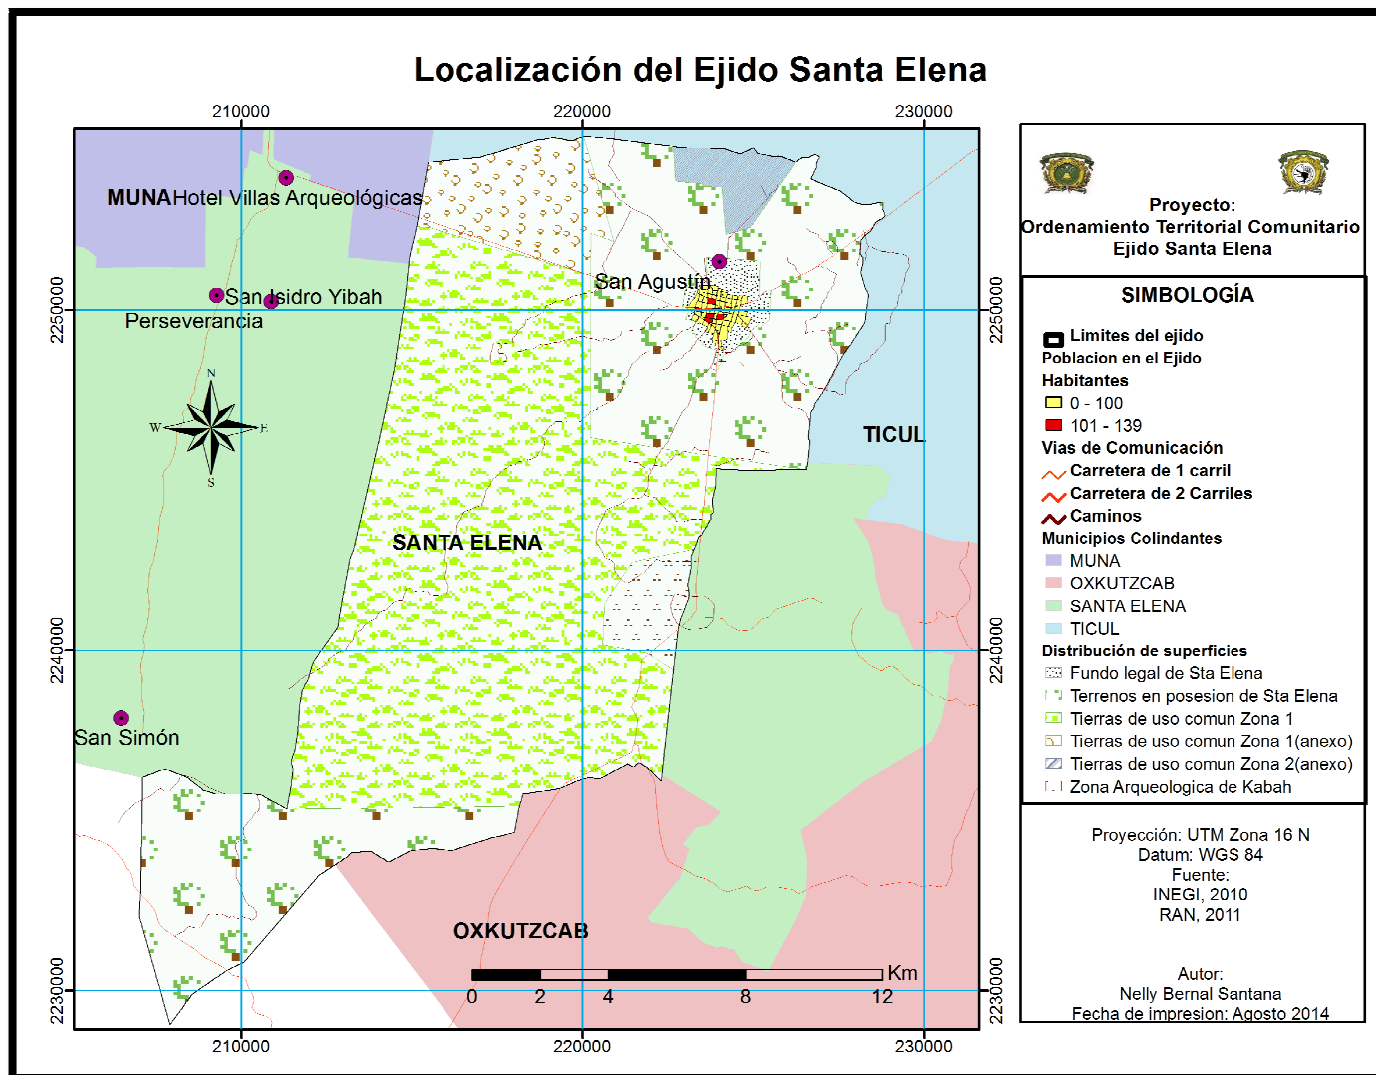 Localización del Ejido Santa Elena
210000
220000
230000
MUNA
Hotel Villas Arqueológicas
San Agustín
San Isidro Yibah
Perseverancia
2250000
2250000
N
W
E
S
TICUL
SANTA ELENA
2240000
2240000
San Simón
OXKUTZCAB
Km
0
2
4
8
12
2230000
2230000
210000
220000
230000
Proyecto:
Ordenamiento Territorial Comunitario
Ejido Santa Elena
SIMBOLOGÍA
Limites del ejido
Poblacion en el Ejido
Habitantes
0 - 100
101 - 139
Vias de Comunicación
Carretera de 1 carril
Carretera de 2 Carriles
Caminos
Municipios Colindantes
MUNA
OXKUTZCAB
SANTA ELENA
TICUL
Distribución de superficies
Fundo legal de Sta Elena
Terrenos en posesion de Sta Elena
Tierras de uso comun Zona 1
Tierras de uso comun Zona 1(anexo)
Tierras de uso comun Zona 2(anexo)
Zona Arqueologica de Kabah
Proyección: UTM Zona 16 N
Datum: WGS 84
Fuente:
INEGI, 2010
RAN, 2011
Autor:
Nelly Bernal Santana
Fecha de impresion: Agosto 2014